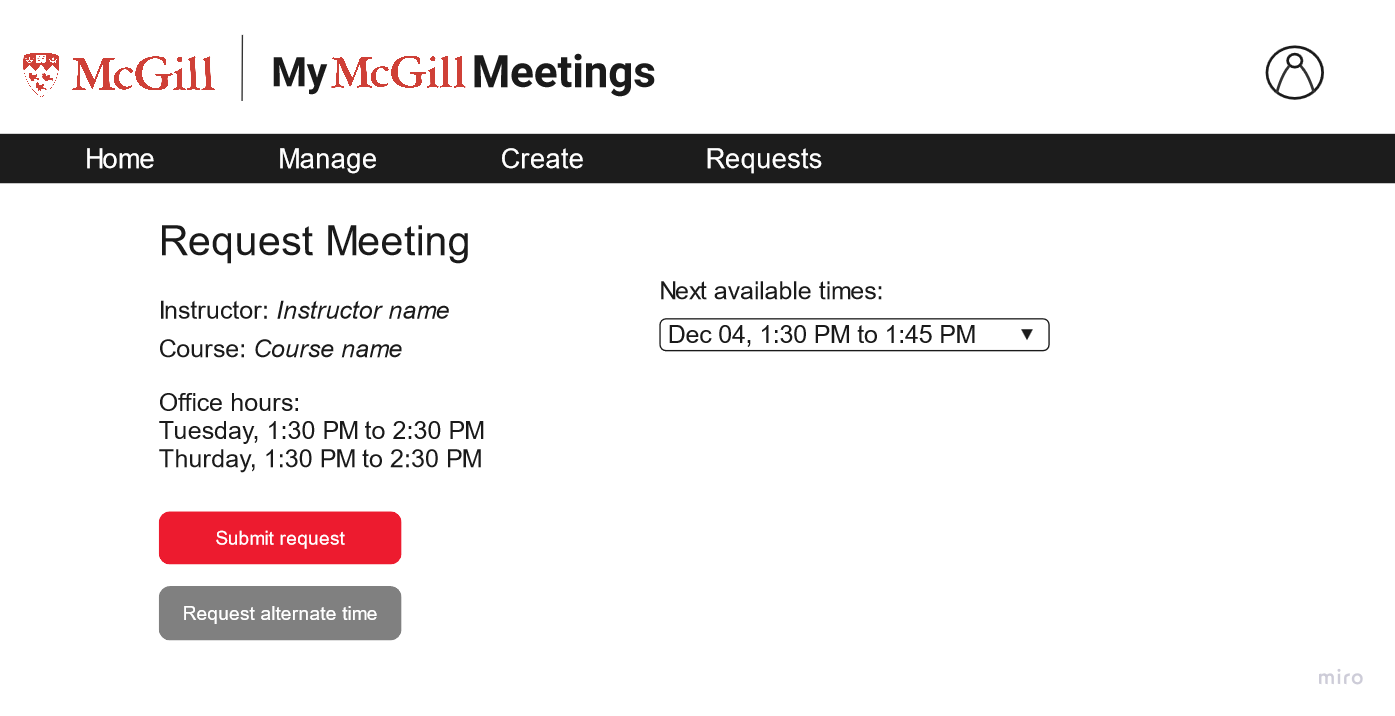 McGill
My McGill Meetings
Home Manage Create Requests
Request Meeting
Instructor: Instructor name
Course: Course name
Office hours:
Tuesday, 1:30 PM to 2:30 PM
Thurday, 1:30 PM to 2:30 PM
Next available times:
Dec 04, 1:30 PM to 1:45 PM
Submit request
Request alternate time
miro